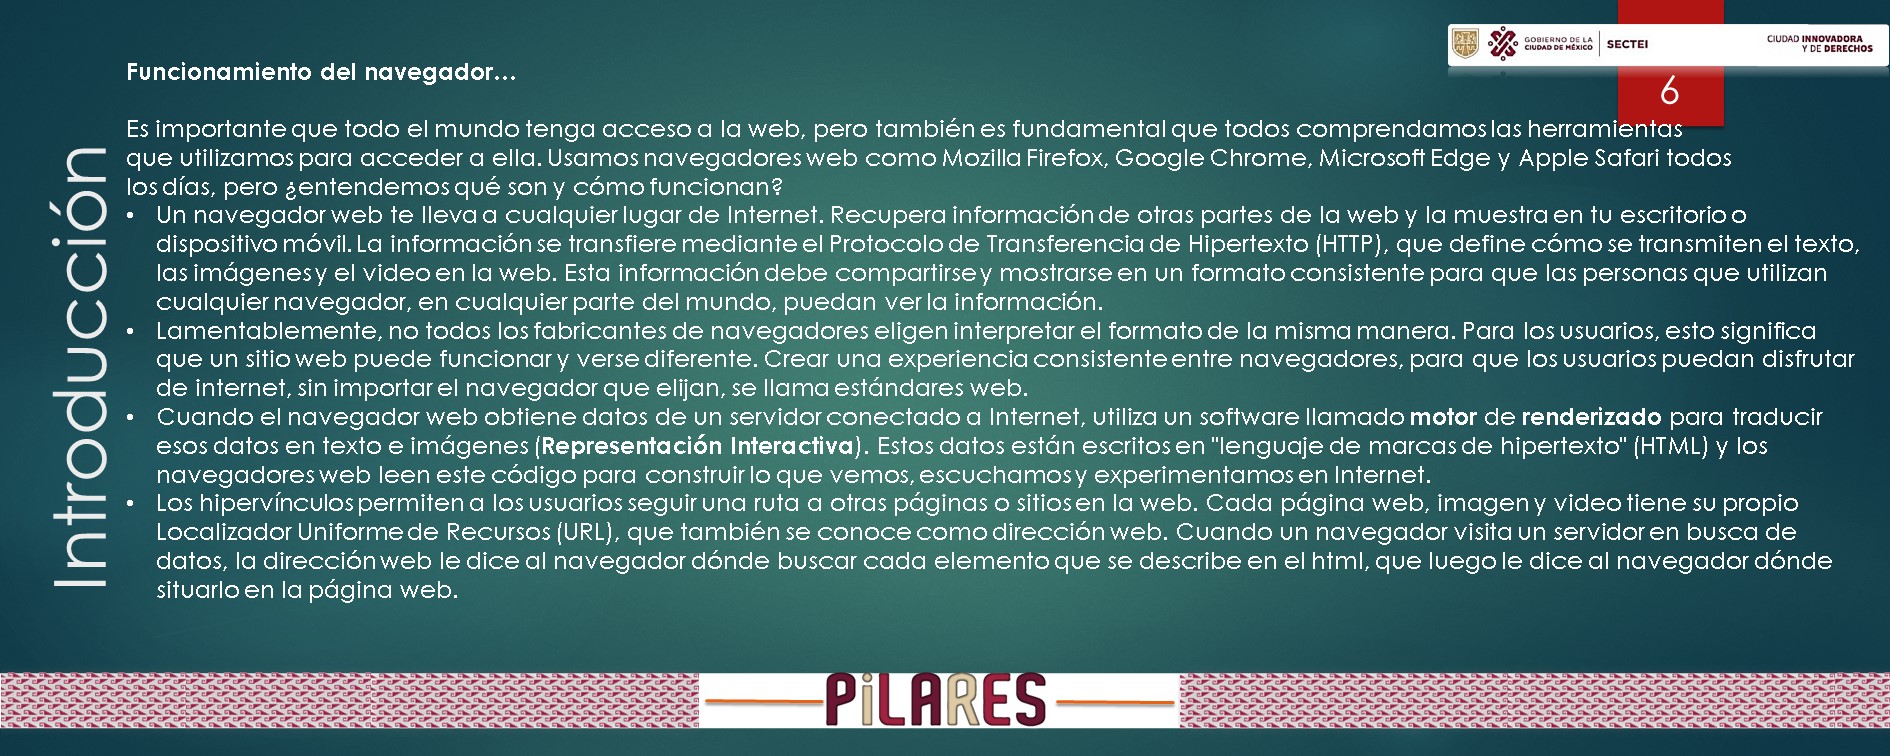 GOBIERNO DE LA
CIUDAD DE MÉXICO
SECTEI
CIUDAD INNOVADORA
Y DE DERECHOS
6
Introducción
Funcionamiento del navegador...
Es importante que todo el mundo tenga acceso a la web, pero también es fundamental que todos comprendamos las herramientas
que utilizamos para acceder a ella. Usamos navegadores web como Mozilla Firefox, Google Chrome, Microsoft Edge y Apple Safari todos
los días, pero ¿entendemos qué son y cómo funcionan?
• Un navegador web te lleva a cualquier lugar de Internet. Recupera información de otras partes de la web y la muestra en tu escritorio o
dispositivo móvil. La información se transfiere mediante el Protocolo de Transferencia de Hipertexto (HTTP), que define cómo se transmiten el texto,
las imágenes y el video en la web. Esta información debe compartirse y mostrarse en un formato consistente para que las personas que utilizan
cualquier navegador, en cualquier parte del mundo, puedan ver la información.
• Lamentablemente, no todos los fabricantes de navegadores eligen interpretar el formato de la misma manera. Para los usuarios, esto significa
que un sitio web puede funcionar y verse diferente. Crear una experiencia consistente entre navegadores, para que los usuarios puedan disfrutar
de internet, sin importar el navegador que elijan, se llama estándares web.
• Cuando el navegador web obtiene datos de un servidor conectado a Internet, utiliza un software llamado motor de renderizado para traducir
esos datos en texto e imágenes (Representación Interactiva). Estos datos están escritos en "lenguaje de marcas de hipertexto" (HTML) y los
navegadores web leen este código para construir lo que vemos, escuchamos y experimentamos en Internet.
• Los hipervínculos permiten a los usuarios seguir una ruta a otras páginas o sitios en la web. Cada página web, imagen y video tiene su propio
Localizador Uniforme de Recursos (URL), que también se conoce como dirección web. Cuando un navegador visita un servidor en busca de
datos, la dirección web le dice al navegador dónde buscar cada elemento que se describe en el html, que luego le dice al navegador dónde
situarlo en la página web.
PiLARES